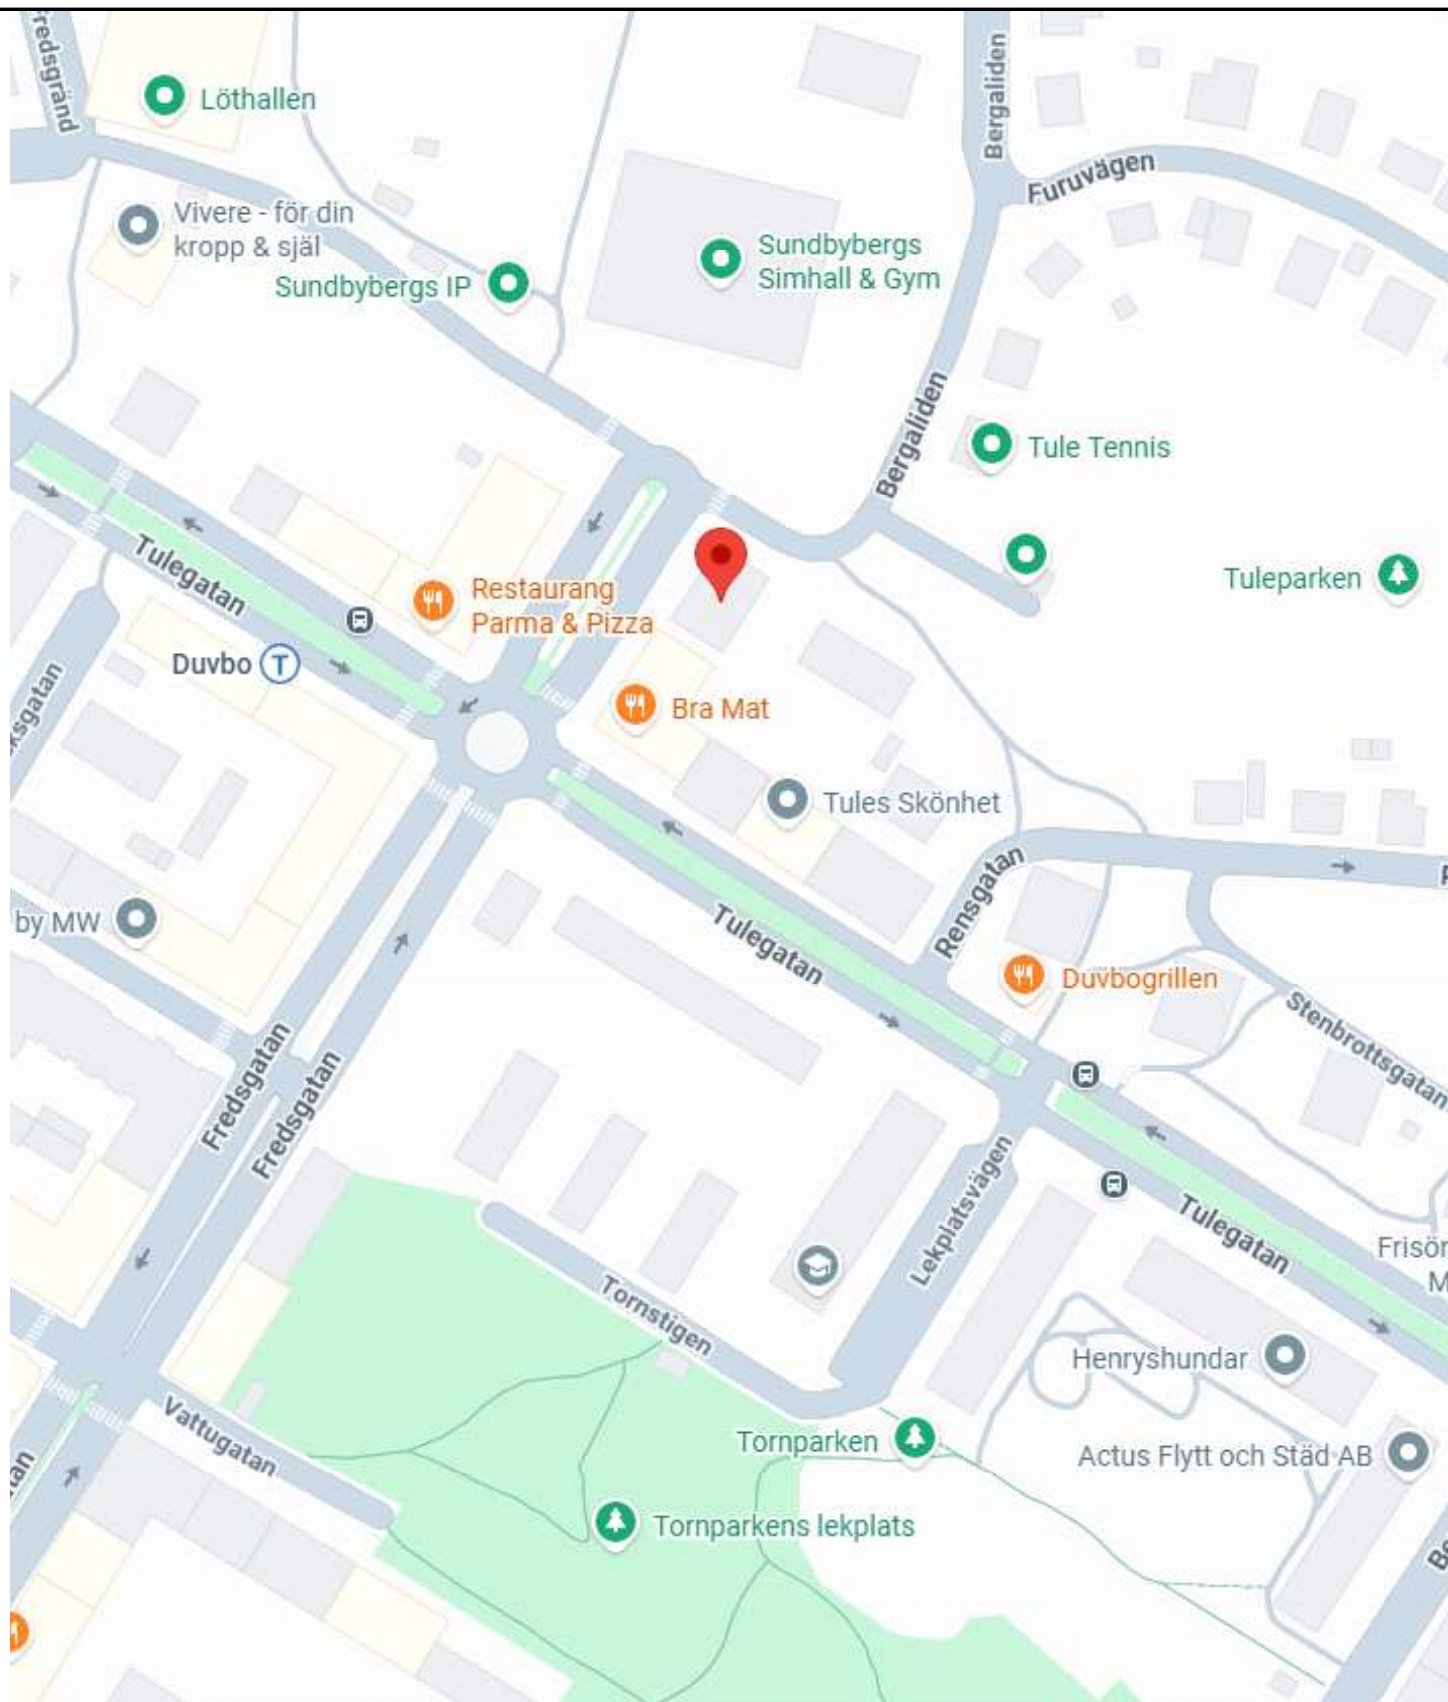 Fredsgränd
Löthallen
Bergaliden
Furuvägen
Vivere - för din
kropp & själ
Sundbybergs IP
Sundbybergs
Simhall & Gym
Bergaliden
Tule Tennis
Tulegatan
Restaurang
Parma & Pizza
Tuleparken
Duvbo T
Bra Mat
Tules Skönhet
Rensgatan
by MW
Tulegatan
Duvbogrillen
Stenbrottsgatan
Fredsgatan
Fredsgatan
Lekplatsvägen
Tulegatan
Frisör
M
Tornstigen
Henryshundar
Vattugatan
Tornparken
Actus Flytt och Städ AB
Tornparkens lekplats